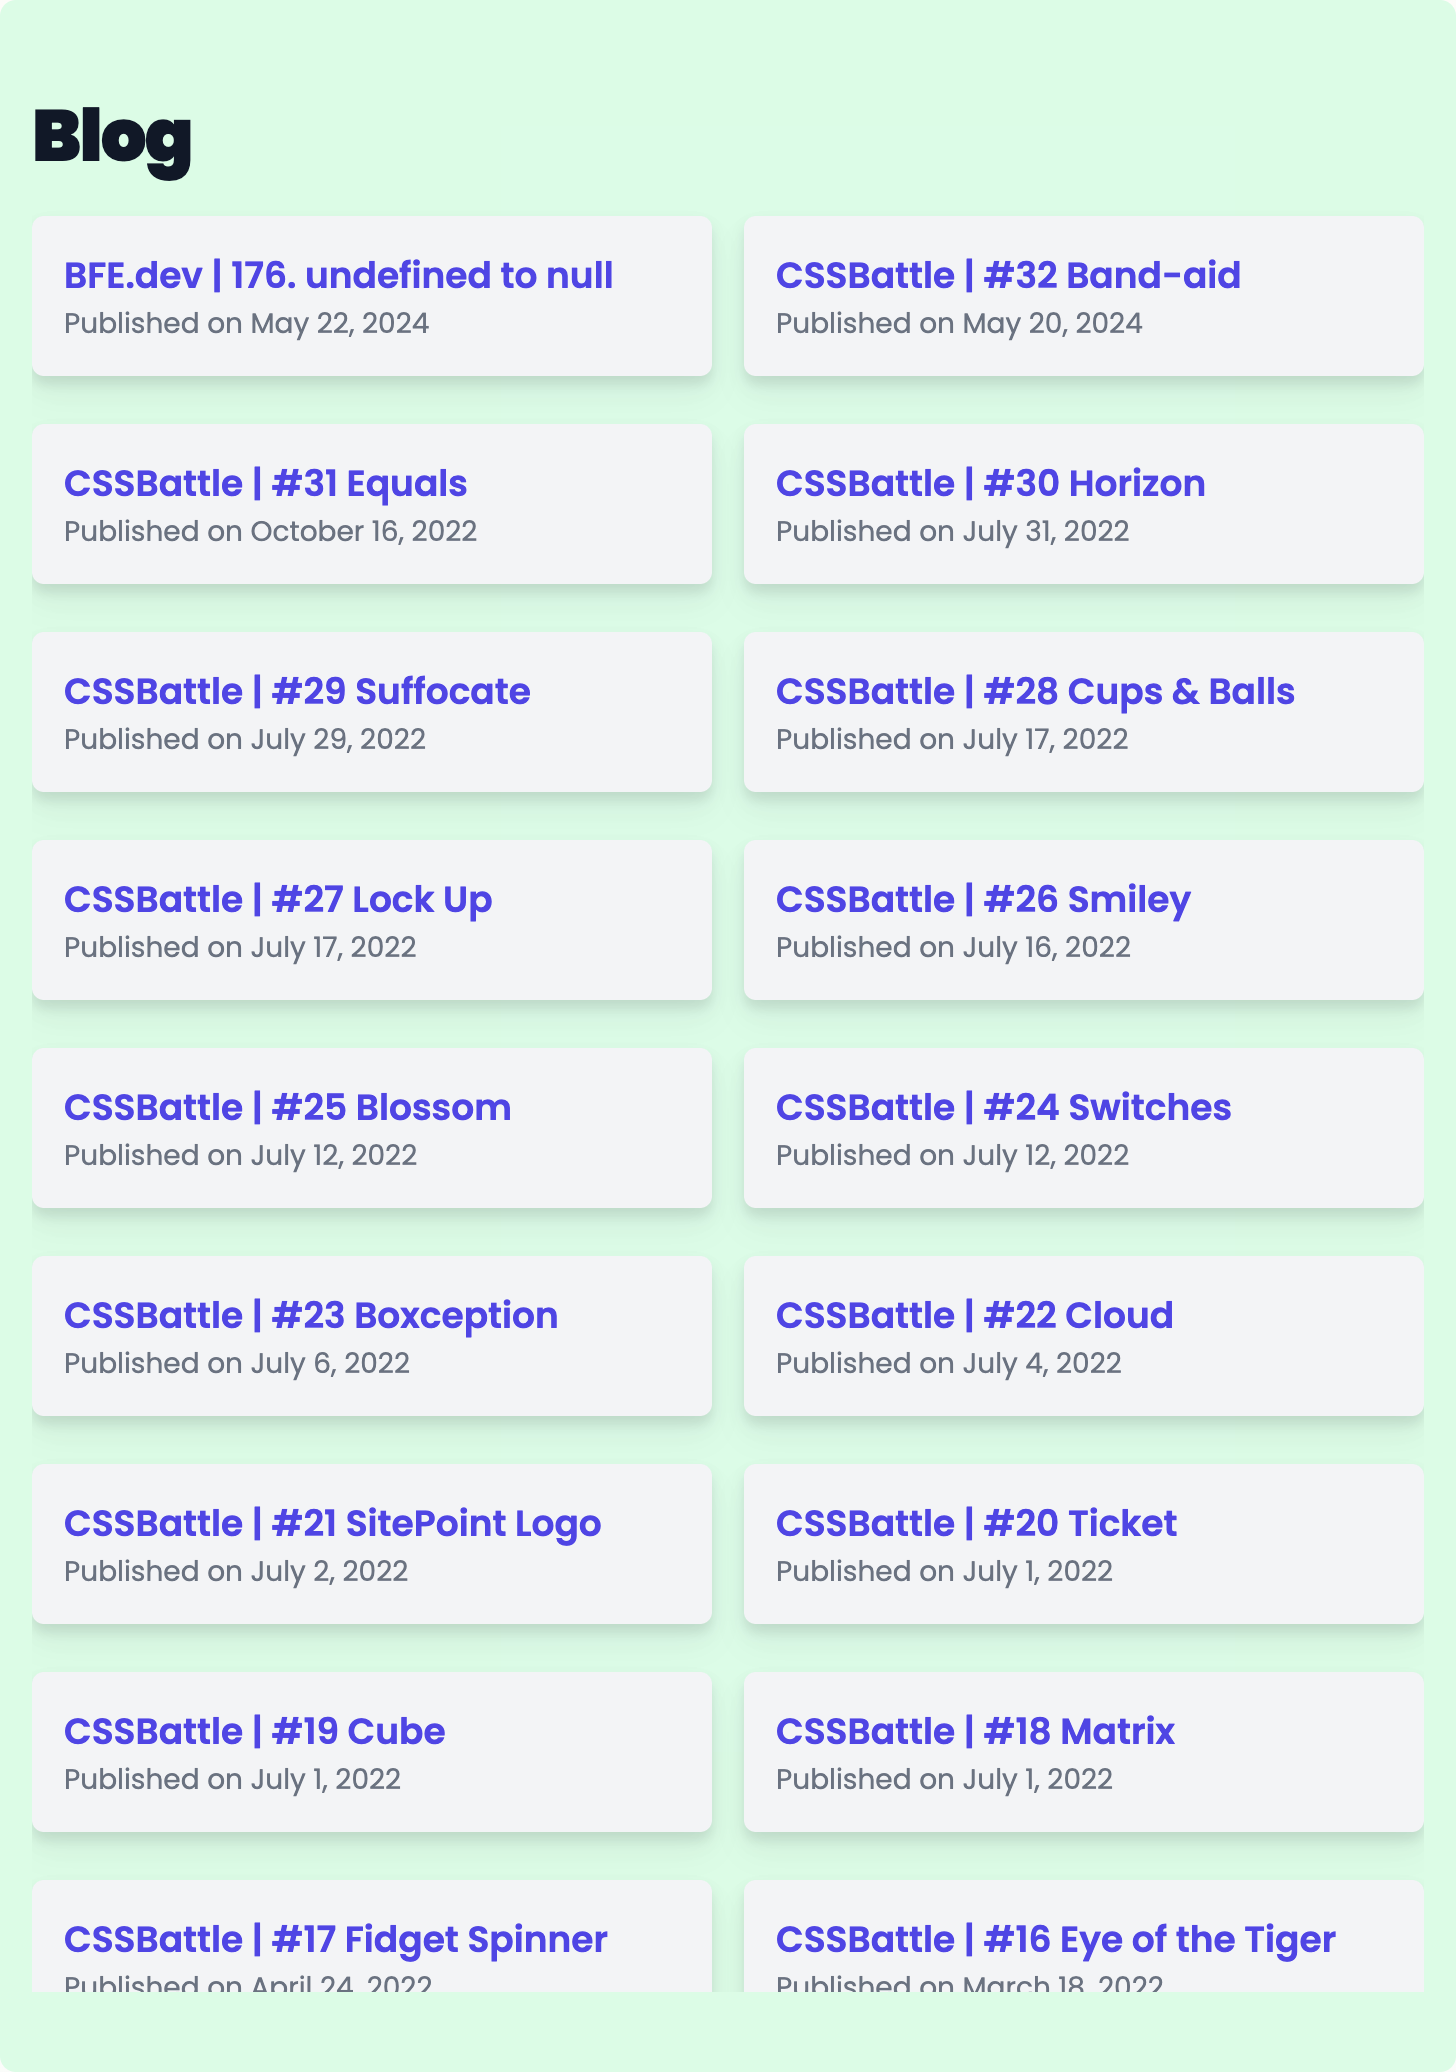 Blog
BFE.dev | 176. undefined to null
Published on May 22, 2024
CSSBattle | #32 Band-aid
Published on May 20, 2024
CSSBattle | #31 Equals
Published on October 16, 2022
CSSBattle | #30 Horizon
Published on July 31, 2022
CSSBattle | #29 Suffocate
Published on July 29, 2022
CSSBattle | #28 Cups & Balls
Published on July 17, 2022
CSSBattle | #27 Lock Up
Published on July 17, 2022
CSSBattle | #26 Smiley
Published on July 16, 2022
CSSBattle | #25 Blossom
Published on July 12, 2022
CSSBattle | #24 Switches
Published on July 12, 2022
CSSBattle | #23 Boxception
Published on July 6, 2022
CSSBattle | #22 Cloud
Published on July 4, 2022
CSSBattle | #21 SitePoint Logo
Published on July 2, 2022
CSSBattle | #20 Ticket
Published on July 1, 2022
CSSBattle | #19 Cube
Published on July 1, 2022
CSSBattle | #18 Matrix
Published on July 1, 2022
CSSBattle | #17 Fidget Spinner
Published on April 24, 2022
CSSBattle | #16 Eye of the Tiger
Published on March 18, 2022